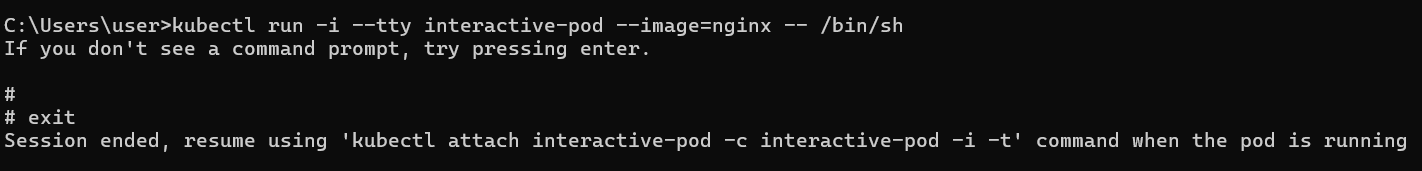 C:\Users\user>kubectl run -i --tty interactive-pod --image=nginx -- /bin/sh
If you don't see a command prompt, try pressing enter.
#
# exit
Session ended, resume using 'kubectl attach interactive-pod -c interactive-pod -i -t' command when the pod is running